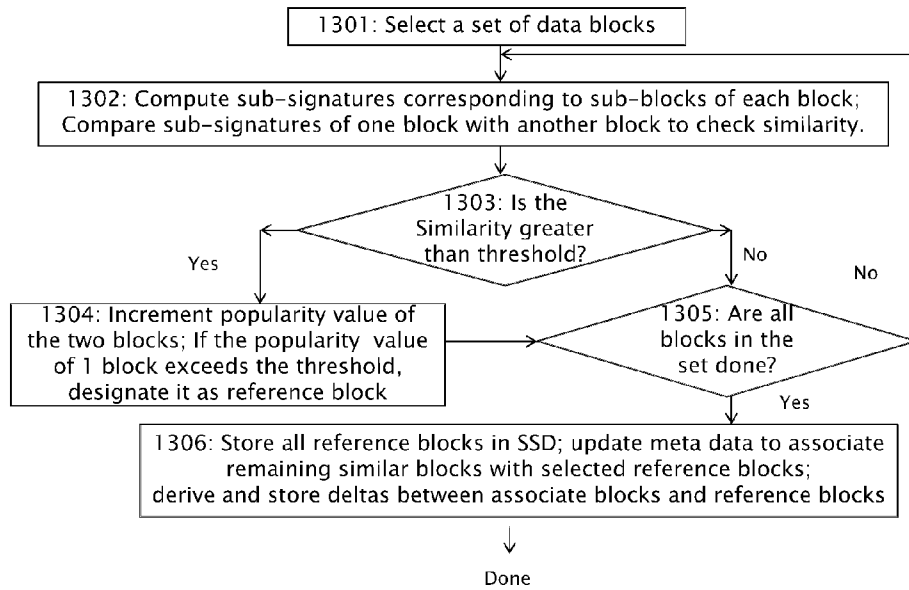 1301: Select a set of data blocks
1302: Compute sub-signatures corresponding to sub-blocks of each block;
Compare sub-signatures of one block with another block to check similarity.
1303: Is the
Similarity greater
than threshold?
Yes
No
No
1304: Increment popularity value of
the two blocks; If the popularity value
of 1 block exceeds the threshold,
designate it as reference block
1305: Are all
blocks in the
set done?
Yes
1306: Store all reference blocks in SSD; update meta data to associate
remaining similar blocks with selected reference blocks;
derive and store deltas between associate blocks and reference blocks
Done